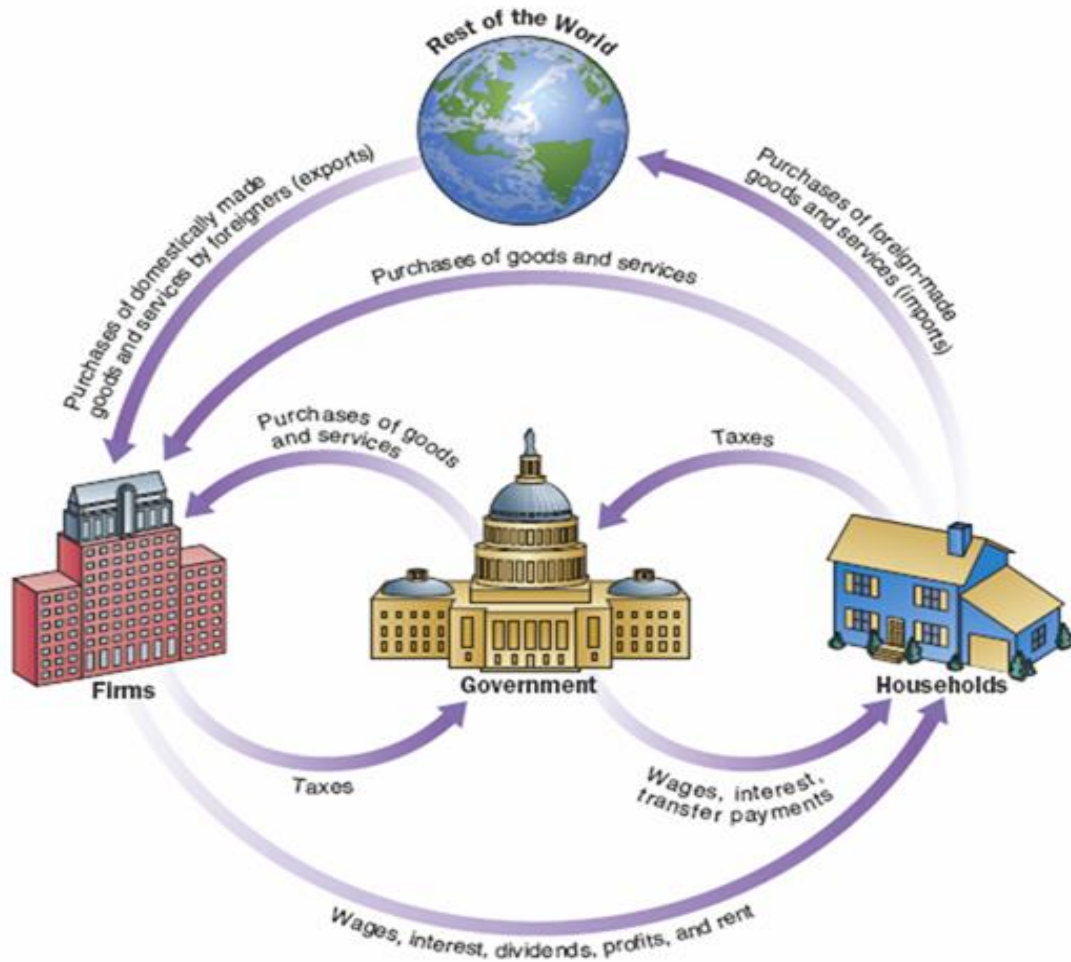 Rest of the World
Purchases of domestically made
goods and services by foreigners (exports)
Purchases of foreign-made
goods and services (imports)
Purchases of goods and services
Purchases of goods
and services
Taxes
Firms
Government
Households
Taxes
Wages, interest,
transfer payments
Wages, interest, dividends, profits, and rent